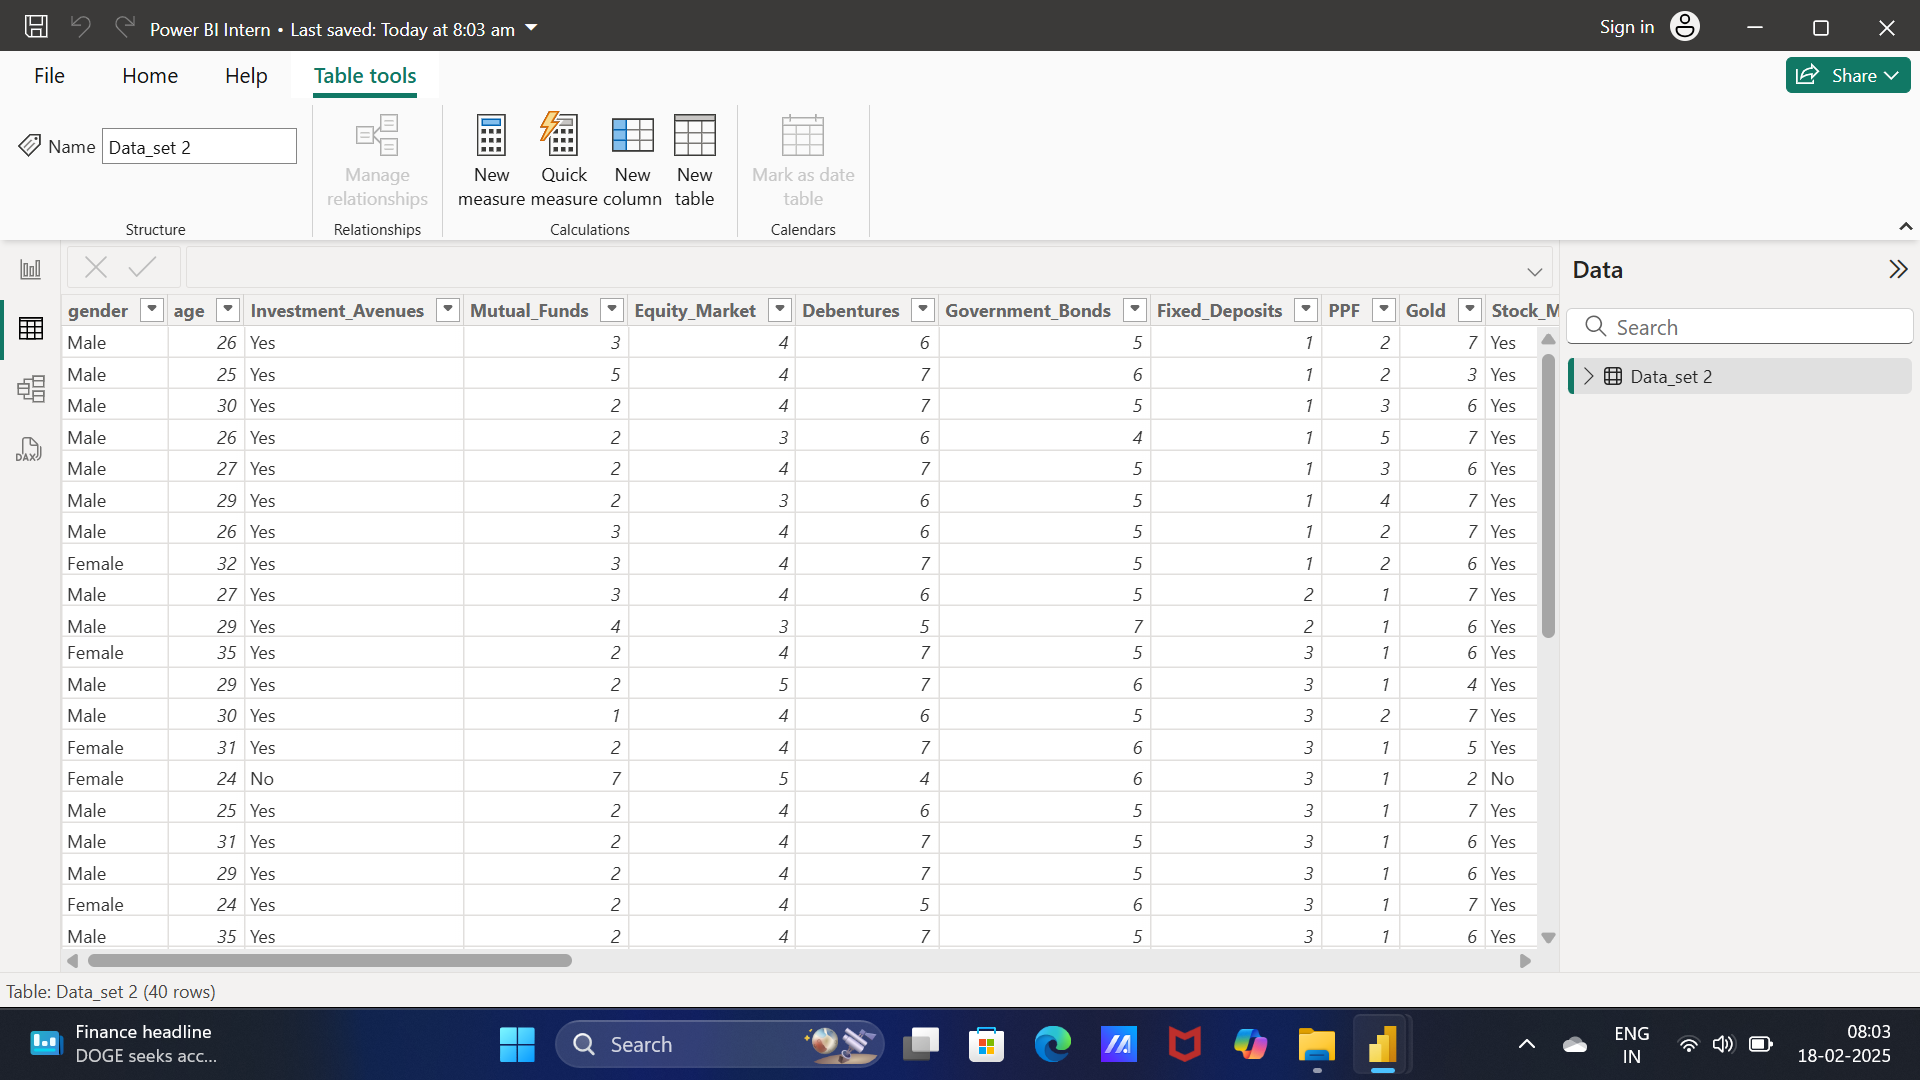 Power BI Intern • Last saved: Today at 8:03 am
Sign in
File Home Help Table tools
Share
Name Data_set 2
Manage relationships
New measure
Quick measure
New column
New table
Mark as date table
Structure Relationships Calculations Calendars
gender age Investment_Avenues Mutual_Funds Equity_Market Debentures Government_Bonds Fixed_Deposits PPF Gold Stock_M
Male 26 Yes 3 4 6 5 1 2 7 Yes
Male 25 Yes 5 4 7 6 1 2 3 Yes
Male 30 Yes 2 4 7 5 1 3 6 Yes
Male 26 Yes 2 3 6 4 1 5 7 Yes
Male 27 Yes 2 4 7 5 1 3 6 Yes
Male 29 Yes 2 3 6 5 1 4 7 Yes
Male 26 Yes 3 4 6 5 1 2 7 Yes
Female 32 Yes 3 4 7 5 1 2 6 Yes
Male 27 Yes 3 4 6 5 2 1 7 Yes
Male 29 Yes 4 3 5 7 2 1 6 Yes
Female 35 Yes 2 4 7 5 3 1 6 Yes
Male 29 Yes 2 5 7 6 3 1 4 Yes
Male 30 Yes 1 4 6 5 3 2 7 Yes
Female 31 Yes 2 4 7 6 3 1 5 Yes
Female 24 No 7 5 4 6 3 1 2 No
Male 25 Yes 2 4 6 5 3 1 7 Yes
Male 31 Yes 2 4 7 5 3 1 6 Yes
Male 29 Yes 2 4 7 5 3 1 6 Yes
Female 24 Yes 2 4 5 6 3 1 7 Yes
Male 35 Yes 2 4 7 5 3 1 6 Yes
Data
Search
Data_set 2
DAX
Table: Data_set 2 (40 rows)
Finance headline
DOGE seeks acc...
Search
ENG
IN
08:03
18-02-2025